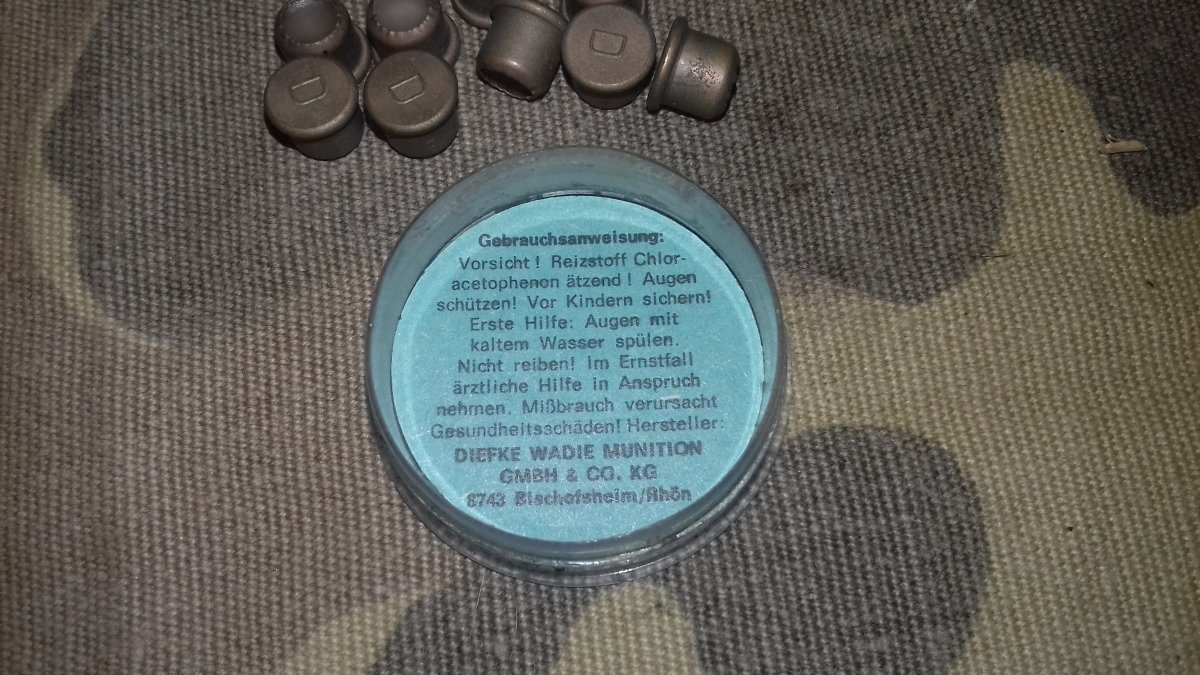 D
D
D
Gebrauchsanweisung:
Vorsicht! Reizstoff Chlor-
acetophenon ätzend! Augen
schützen! Vor Kindern sichern!
Erste Hilfe: Augen mit
kaltem Wasser spülen.
Nicht reiben! Im Ernstfall
ärztliche Hilfe in Anspruch
nehmen. Mißbrauch verursacht
Gesundheitsschäden! Hersteller:
DIEFKE WADIE MUNITION
GMBH & CO. KG
8743 Bischofsheim/Rhön